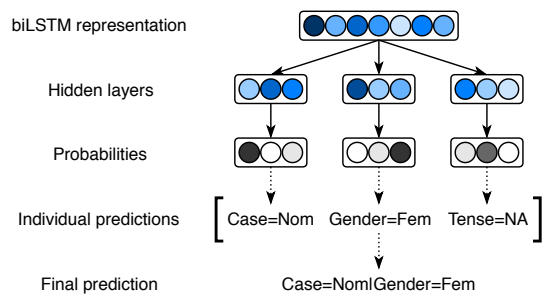 biLSTM representation
Hidden layers
Probabilities
Individual predictions [ Case=Nom Gender=Fem Tense=NA ]
Final prediction Case=Nom|Gender=Fem